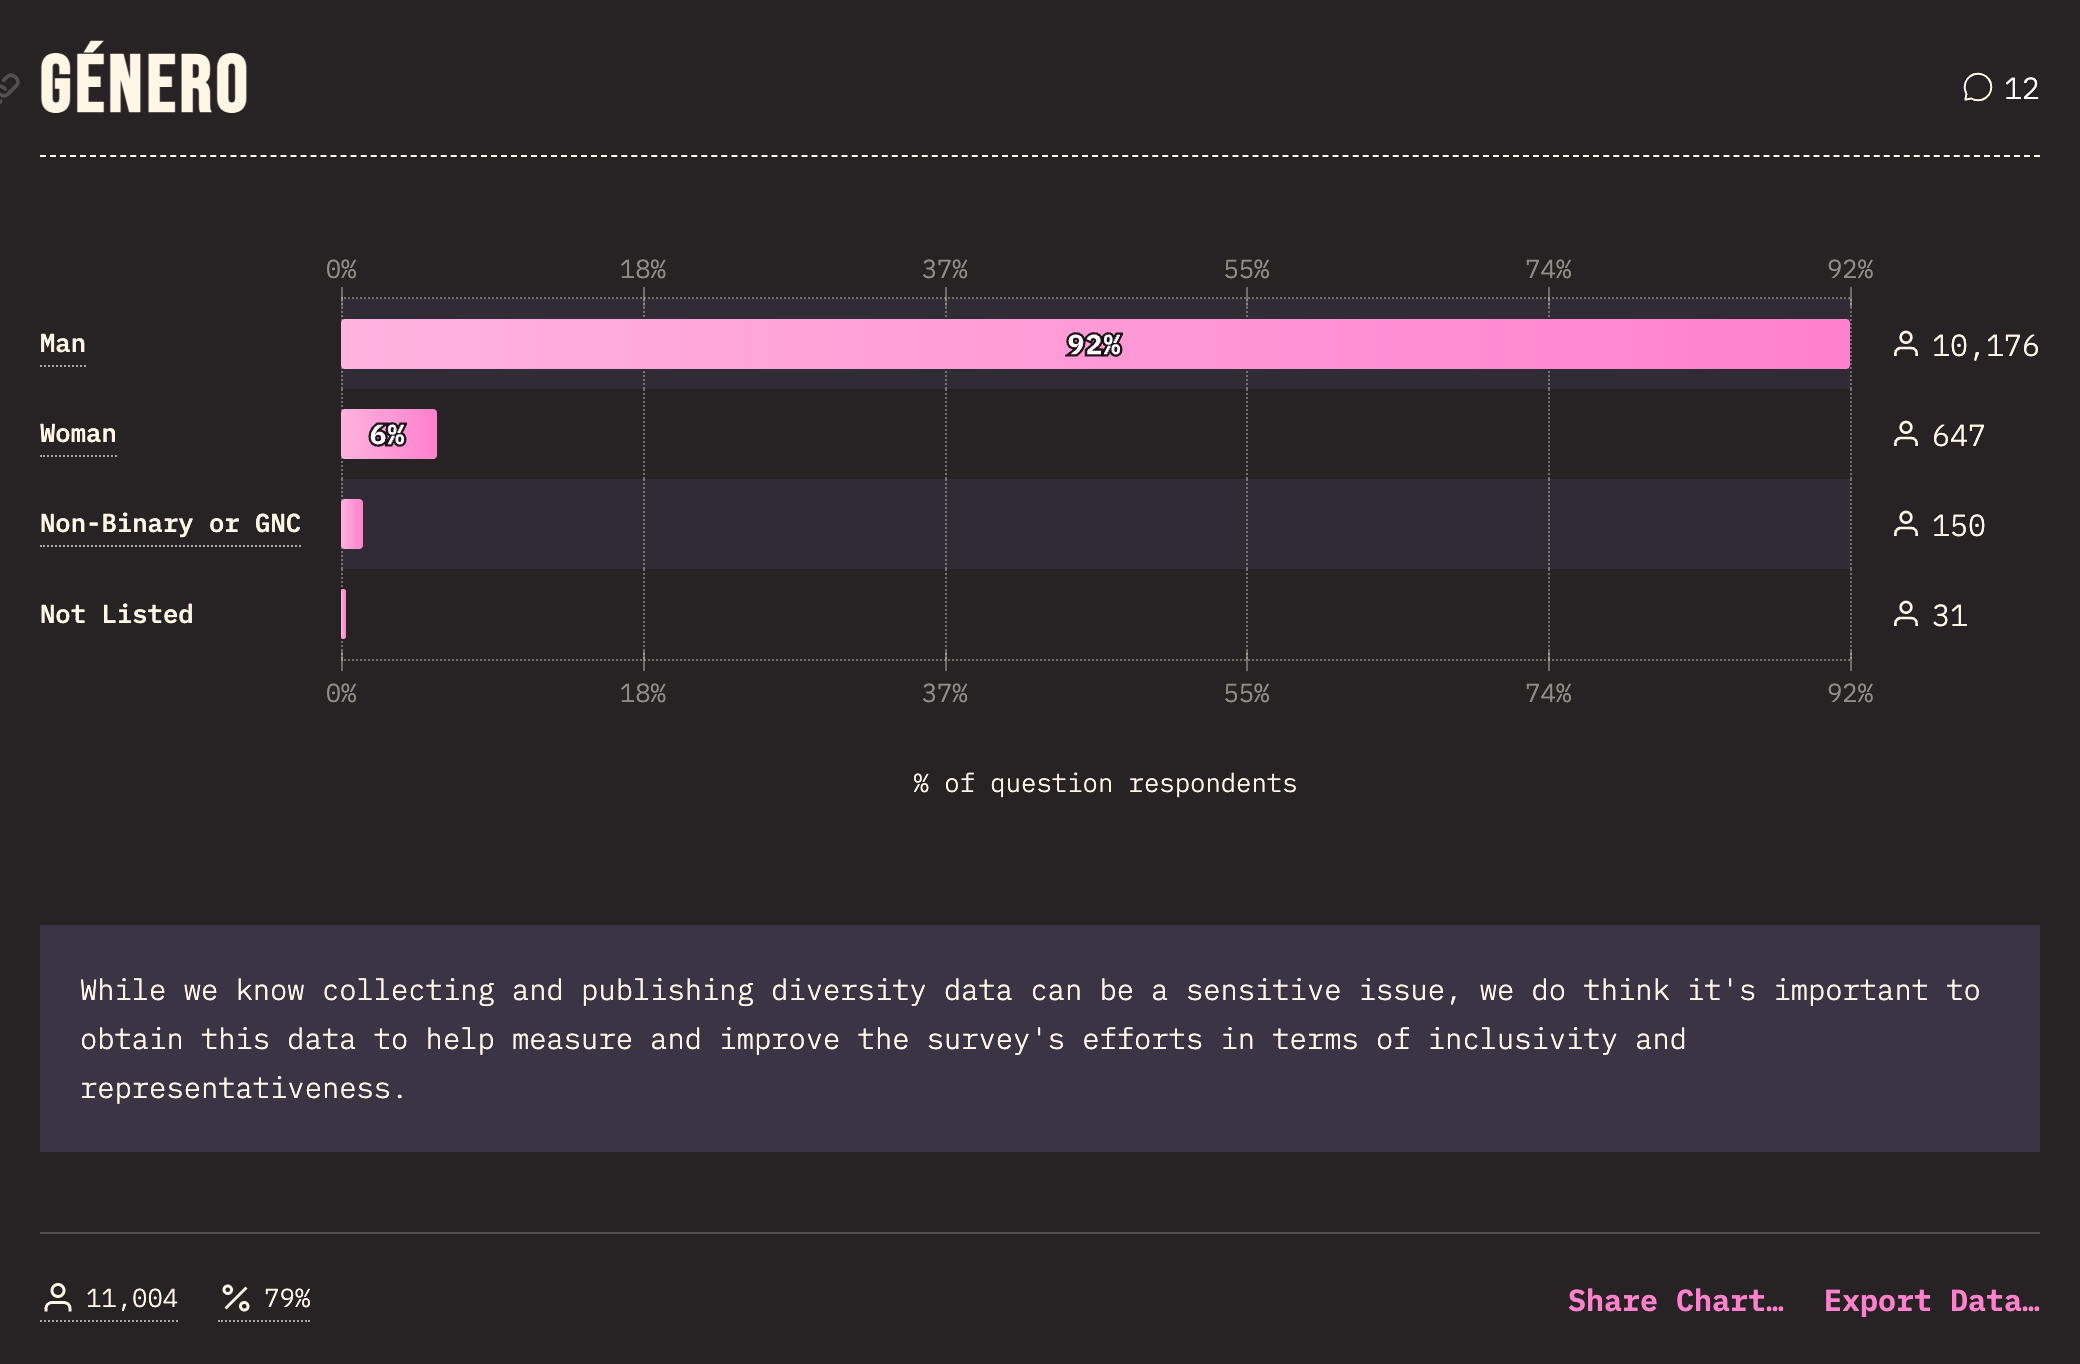 GÉNERO
12
0% 18% 37% 55% 74% 92%
Man 92% 10,176
Woman 6% 647
Non-Binary or GNC 150
Not Listed 31
0% 18% 37% 55% 74% 92%
% of question respondents
While we know collecting and publishing diversity data can be a sensitive issue, we do think it's important to
obtain this data to help measure and improve the survey's efforts in terms of inclusivity and
representativeness.
11,004 % 79% Share Chart… Export Data…